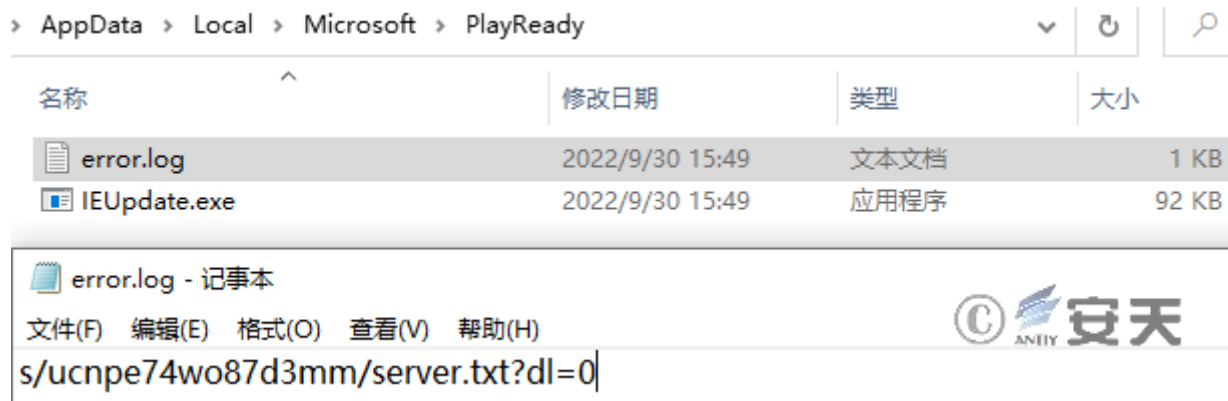 › AppData › Local › Microsoft › PlayReady
名称 修改日期 类型 大小
error.log 2022/9/30 15:49 文本文档 1 KB
IEUpdate.exe 2022/9/30 15:49 应用程序 92 KB
error.log - 记事本
文件(F) 编辑(E) 格式(O) 查看(V) 帮助(H)
© ANTIY 安天
s/ucnpe74wo87d3mm/server.txt?dl=0